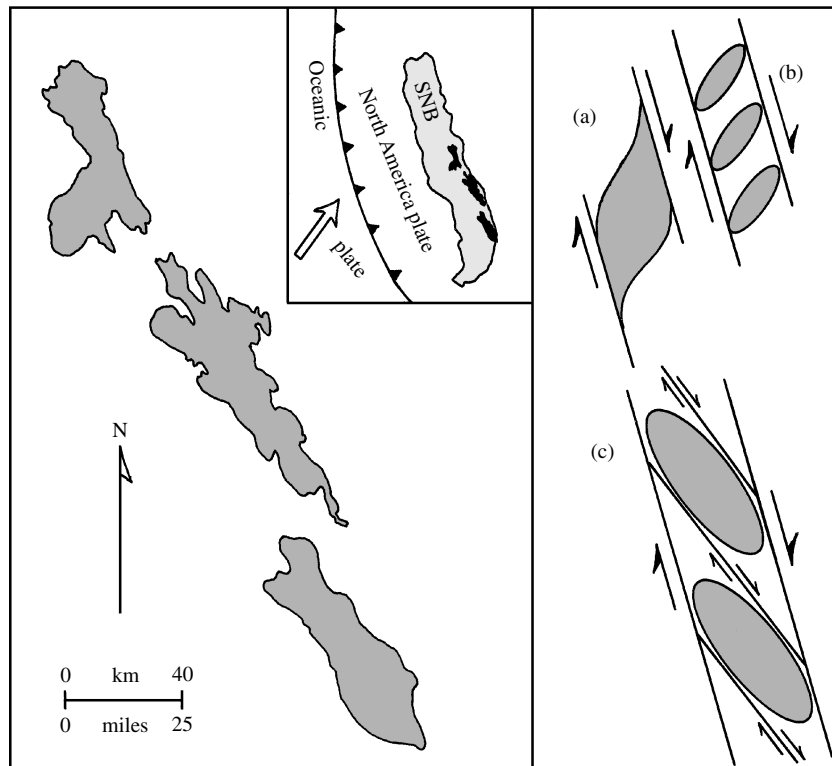 Oceanic
plate
North America plate
SNB
N
0 km 40
0 miles 25
(a)
(b)
(c)